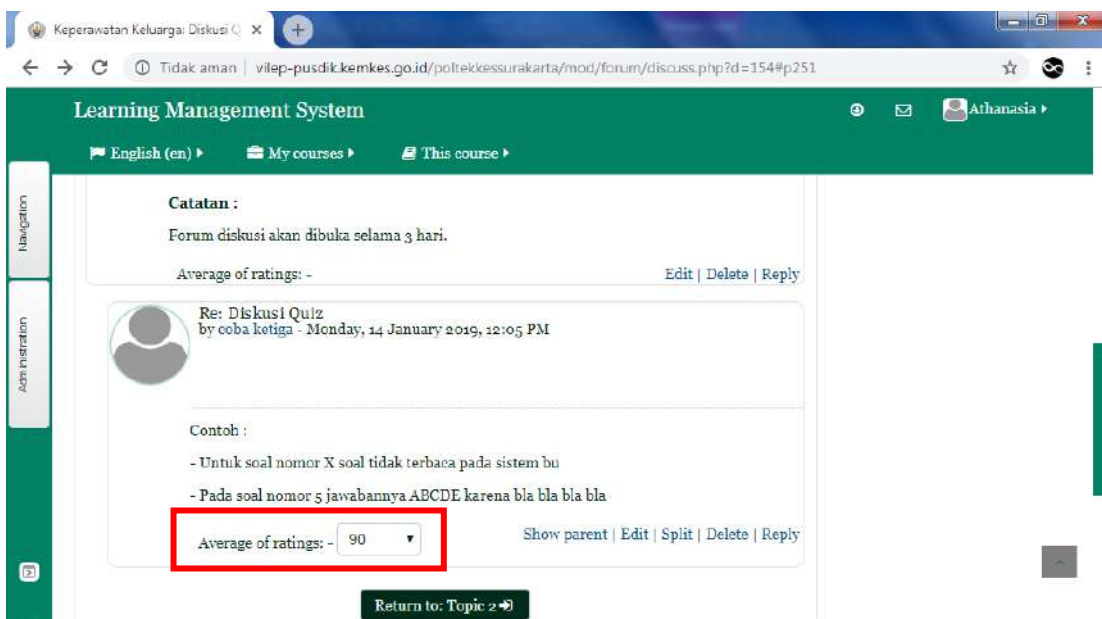 Keperawatan Keluarga: Diskusi Q
Tidak aman | vilep-pusdik.kemkes.go.id/poltekkessurakarta/mod/forum/discuss.php?d=154#p251
Learning Management System
Athanasia
English (en)
My courses
This course
Navigation
Administration
Catatan :
Forum diskusi akan dibuka selama 3 hari.
Average of ratings: -
Edit | Delete | Reply
Re: Diskusi Quiz
by coba ketiga - Monday, 14 January 2019, 12:05 PM
Contoh :
- Untuk soal nomor X soal tidak terbaca pada sistem bu
- Pada soal nomor 5 jawabannya ABCDE karena bla bla bla bla
Average of ratings: - 90
Show parent | Edit | Split | Delete | Reply
Return to: Topic 2